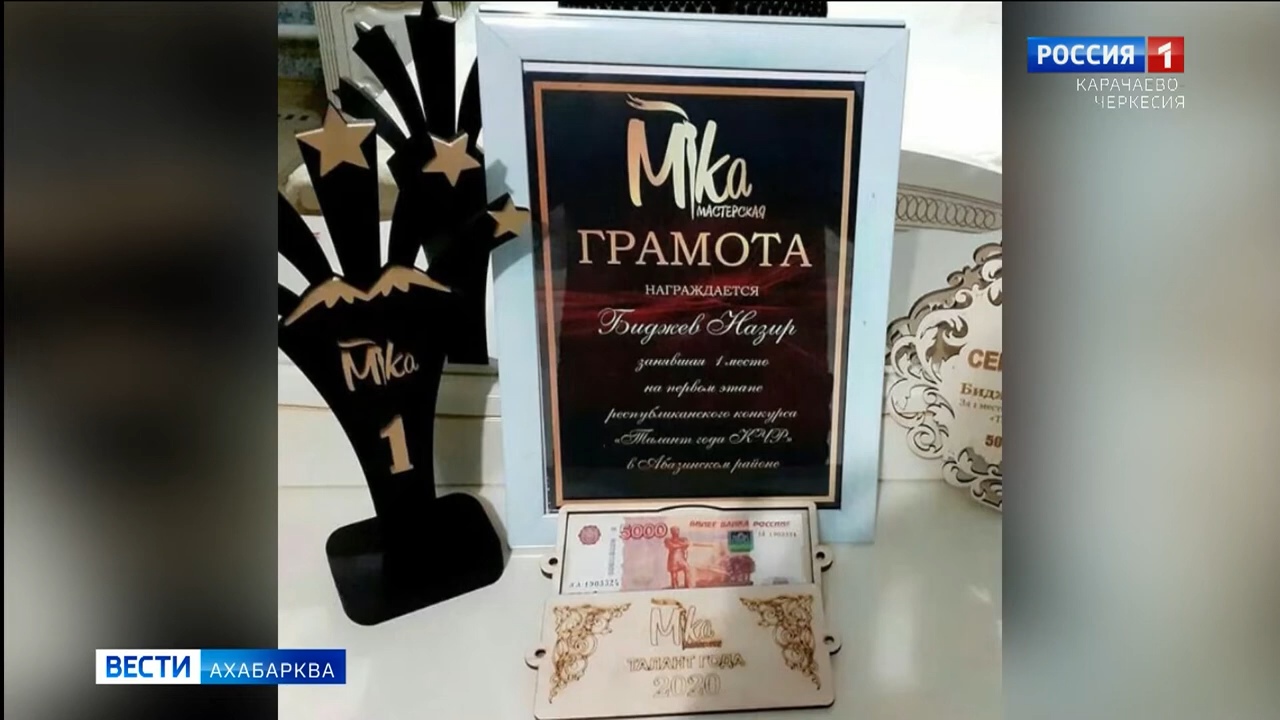 РОССИЯ 1
КАРАЧАЕВО
ЧЕРКЕСИЯ
Мка
МАСТЕРСКАЯ
ГРАМОТА
НАГРАЖДАЕТСЯ
Биджев Назир
занявшая 1 место
на первом этапе
республиканского конкурса
«Талант года КЧР»
в Абазинском районе
Мка
1
5000 БИЛЕТ БАНКА РОССИИ
Мка
ТАЛАНТ ГОДА
2020
ВЕСТИ АХАБАРКВА